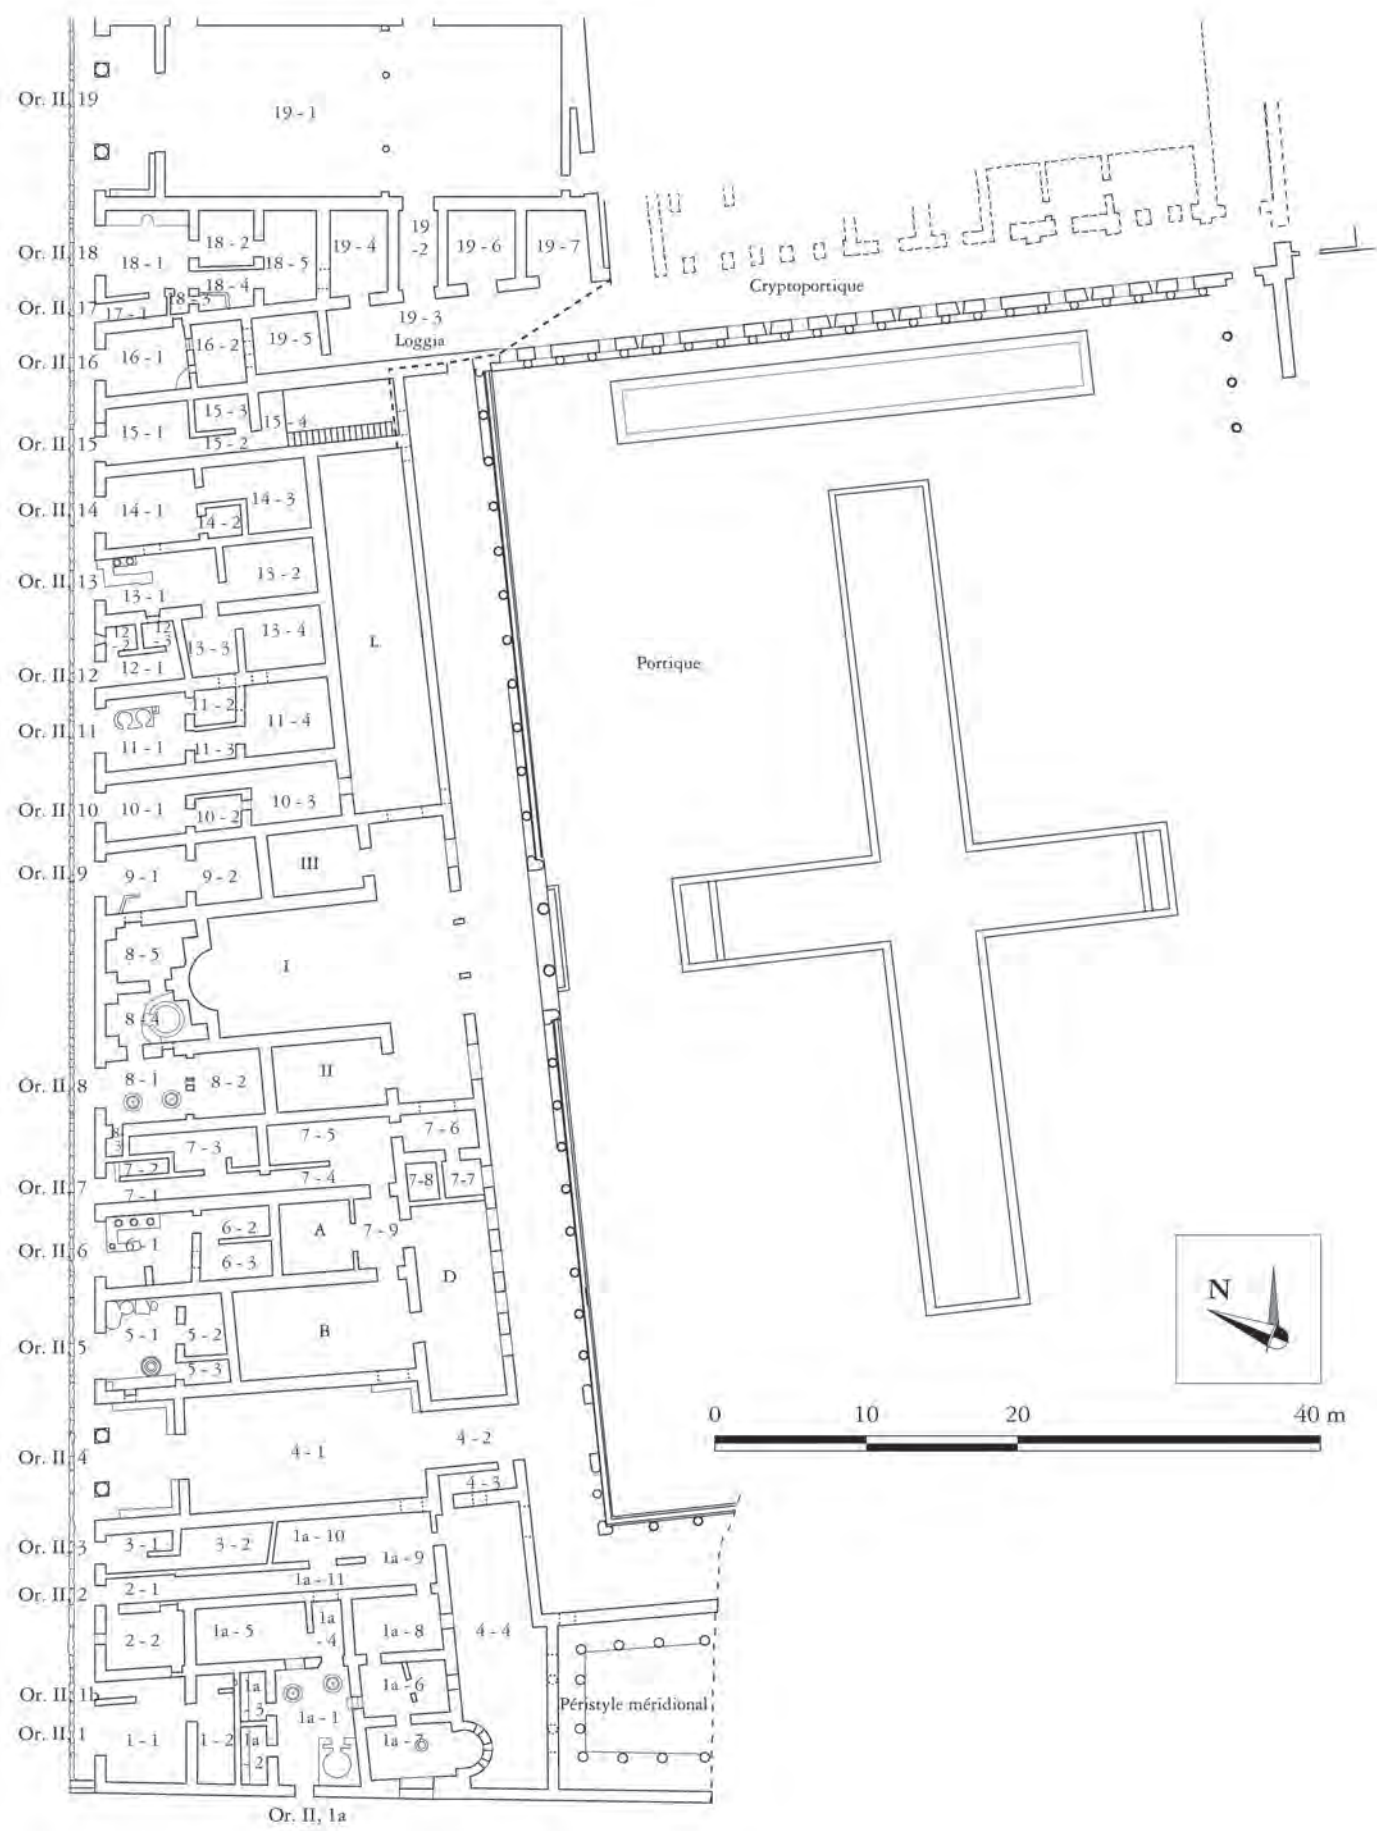 Or. II, 19
19 - 1
Or. II, 18
18 - 1
18 - 2
18 - 5
18 - 4
18 - 3
19 - 4
19
- 2
19 - 6
19 - 7
Cryptoportique
Or. II, 17
17 - 1
19 - 3
Loggia
Or. II, 16
16 - 1
16 - 2
19 - 5
Or. II, 15
15 - 1
15 - 3
15 - 2
15 - 4
Or. II, 14
14 - 1
14 - 2
14 - 3
Or. II, 13
13 - 1
13 - 2
13 - 3
13 - 4
L
Portique
12
- 2
12
- 3
Or. II, 12
12 - 1
Or. II, 11
11 - 1
11 - 2
11 - 3
11 - 4
Or. II, 10
10 - 1
10 - 2
10 - 3
Or. II, 9
9 - 1
9 - 2
III
8 - 5
I
8 - 4
Or. II, 8
8 - 1
8 - 2
II
8
3
7 - 3
7 - 5
7 - 6
7 - 2
7 - 4
7-8
7-7
Or. II, 7
7 - 1
6 - 2
A
7 - 9
Or. II, 6
6 - 1
6 - 3
D
N
Or. II, 5
5 - 1
5 - 2
5 - 3
B
0
10
20
40 m
Or. II, 4
4 - 1
4 - 2
4 - 3
Or. II, 3
3 - 1
3 - 2
1a - 10
1a - 9
1a - 11
Or. II, 2
2 - 1
2 - 2
1a - 5
1a
- 4
1a - 8
4 - 4
Or. II, 1b
1a
- 3
1a - 1
1a - 6
Péristyle méridional
Or. II, 1
1 - 1
1 - 2
1a
- 2
1a - 7
Or. II, 1a